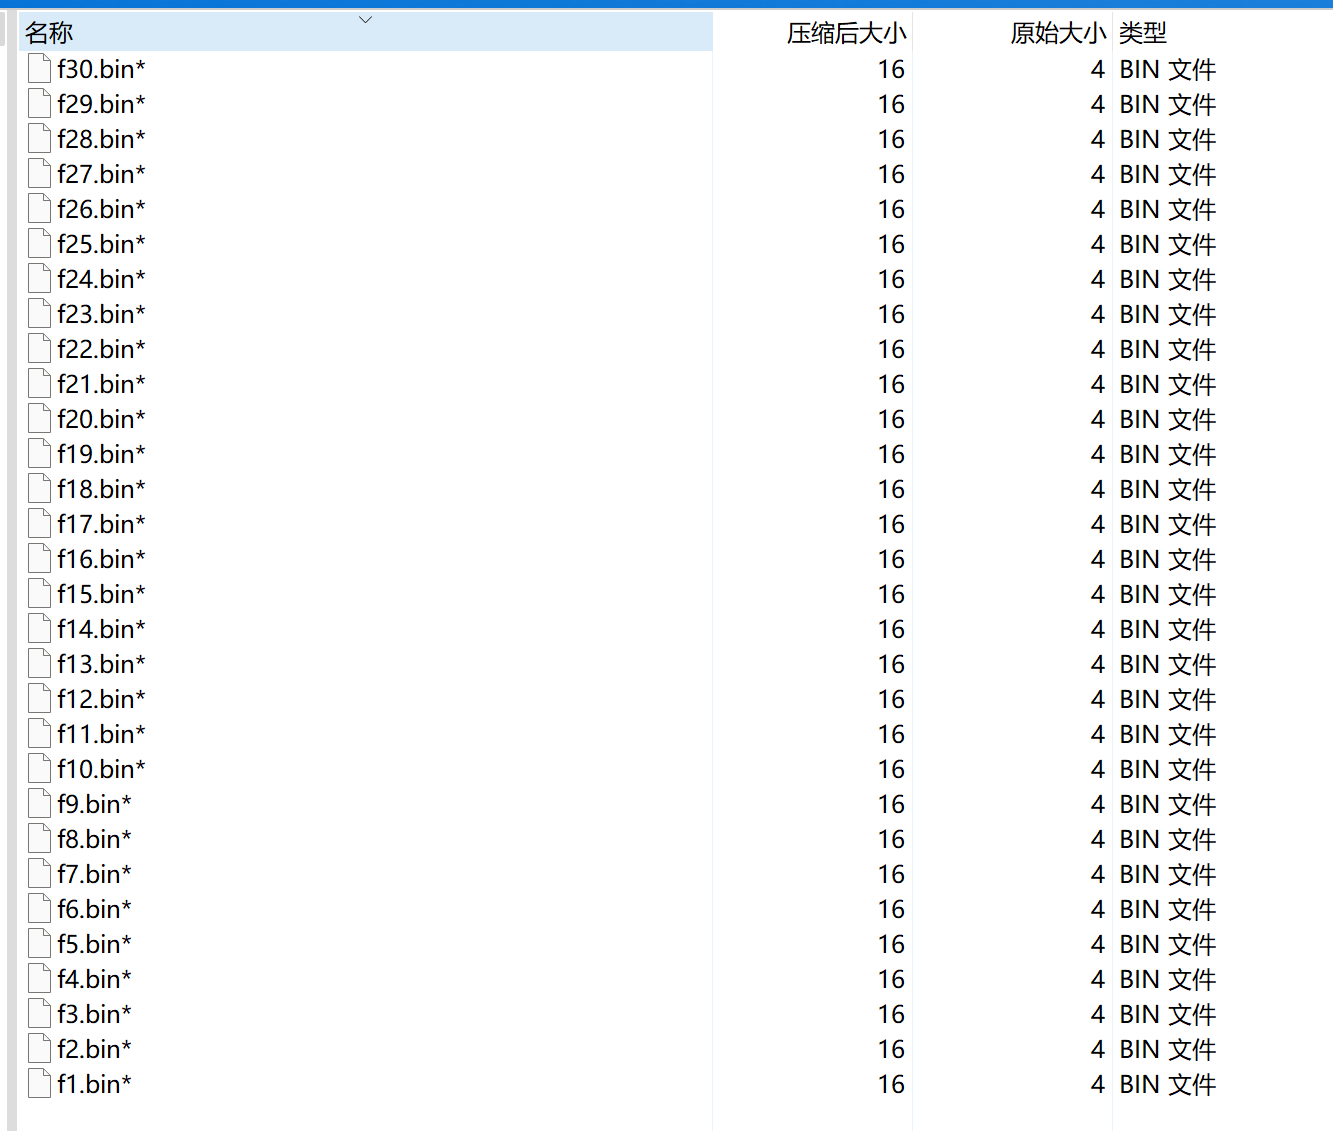 名称 压缩后大小 原始大小 类型
f30.bin* 16 4 BIN 文件
f29.bin* 16 4 BIN 文件
f28.bin* 16 4 BIN 文件
f27.bin* 16 4 BIN 文件
f26.bin* 16 4 BIN 文件
f25.bin* 16 4 BIN 文件
f24.bin* 16 4 BIN 文件
f23.bin* 16 4 BIN 文件
f22.bin* 16 4 BIN 文件
f21.bin* 16 4 BIN 文件
f20.bin* 16 4 BIN 文件
f19.bin* 16 4 BIN 文件
f18.bin* 16 4 BIN 文件
f17.bin* 16 4 BIN 文件
f16.bin* 16 4 BIN 文件
f15.bin* 16 4 BIN 文件
f14.bin* 16 4 BIN 文件
f13.bin* 16 4 BIN 文件
f12.bin* 16 4 BIN 文件
f11.bin* 16 4 BIN 文件
f10.bin* 16 4 BIN 文件
f9.bin* 16 4 BIN 文件
f8.bin* 16 4 BIN 文件
f7.bin* 16 4 BIN 文件
f6.bin* 16 4 BIN 文件
f5.bin* 16 4 BIN 文件
f4.bin* 16 4 BIN 文件
f3.bin* 16 4 BIN 文件
f2.bin* 16 4 BIN 文件
f1.bin* 16 4 BIN 文件